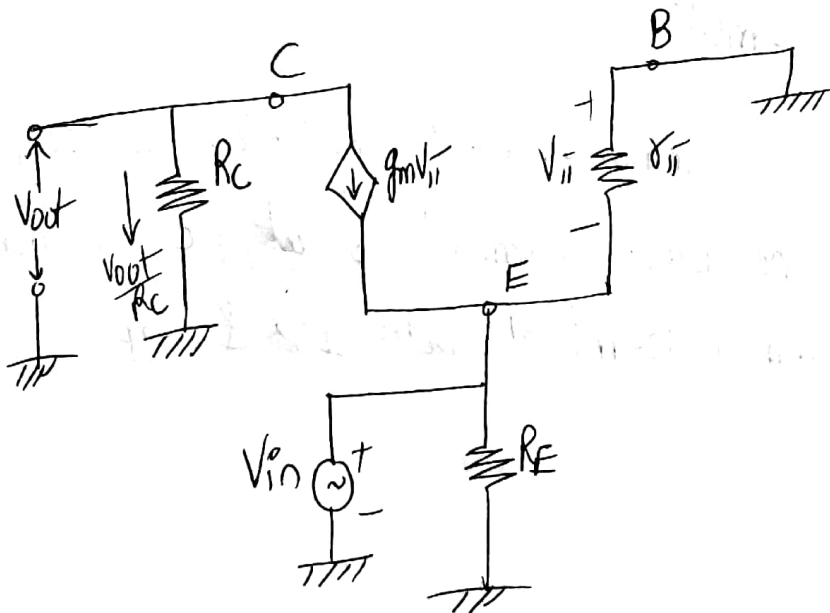 C
B
+
Vout
Rc
gmVπ
Vπ
rπ
-
Vout/Rc
E
Vin
+
~
-
RE